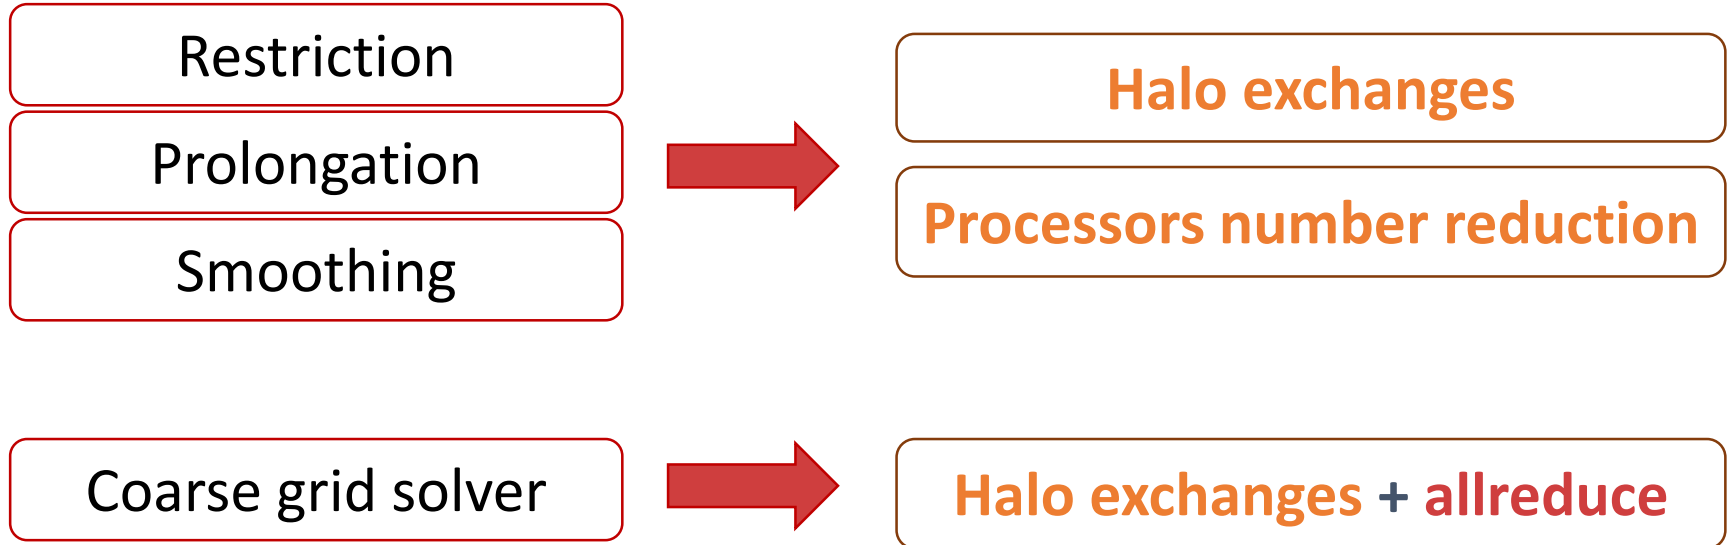 Restriction
Prolongation
Smoothing
Halo exchanges
Processors number reduction
Coarse grid solver
Halo exchanges + allreduce